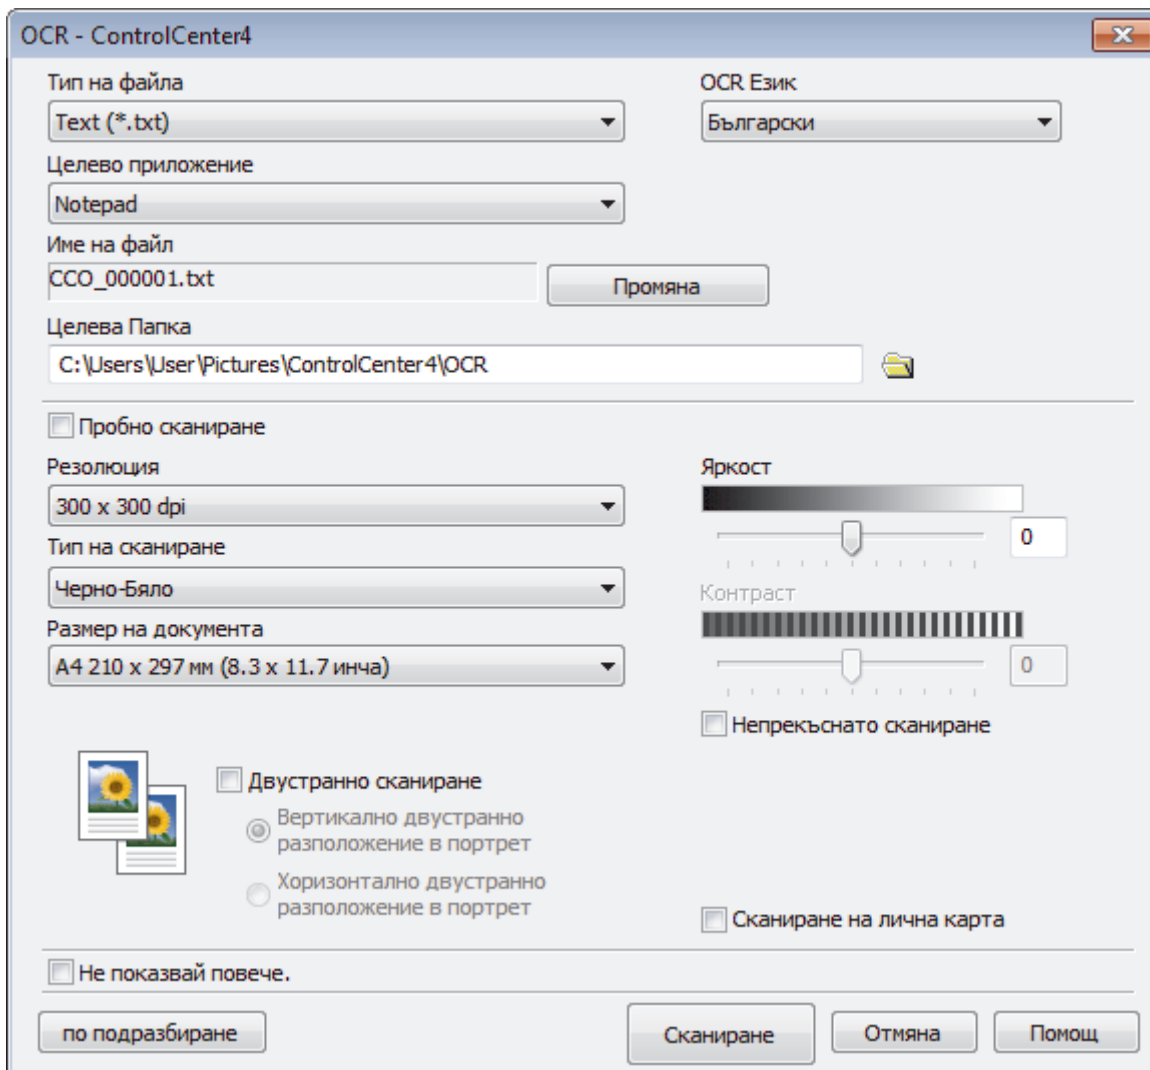 OCR - ControlCenter4
Тип на файла
OCR Език
Text (*.txt)
Български
Целево приложение
Notepad
Име на файл
CCO_000001.txt
Промяна
Целева Папка
C:\Users\User\Pictures\ControlCenter4\OCR
Пробно сканиране
Резолюция
Яркост
300 x 300 dpi
0
Тип на сканиране
Черно-Бяло
Контраст
Размер на документа
A4 210 x 297 мм (8.3 x 11.7 инча)
0
Непрекъснато сканиране
Двустранно сканиране
Вертикално двустранно
разположение в портрет
Хоризонтално двустранно
разположение в портрет
Сканиране на лична карта
Не показвай повече.
по подразбиране
Сканиране
Отмяна
Помощ